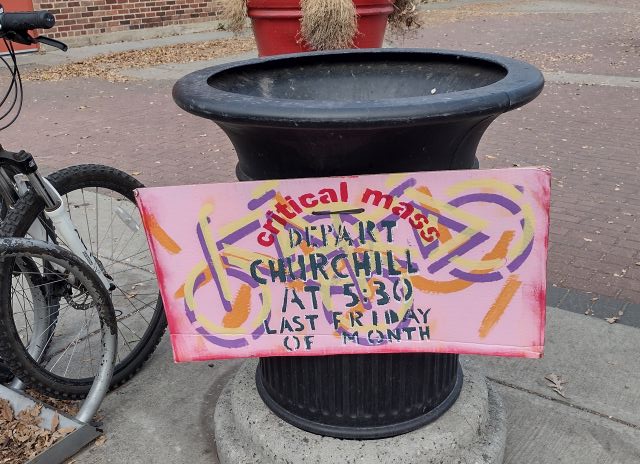 critical mass
DEPART
CHURCHILL
AT 5:30
LAST FRIDAY
OF MONTH